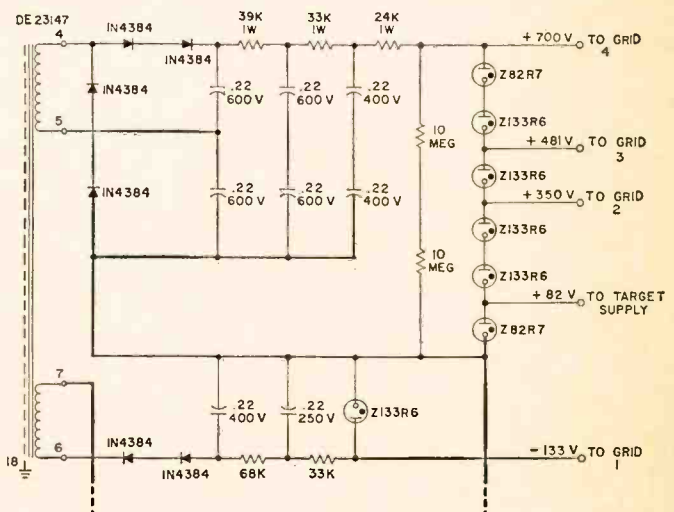 DE 23147
39K
1W
33K
1W
24K
1W
4
IN4384
IN4384
+ 700 V
TO GRID
4
IN4384
.22
600 V
.22
600 V
.22
400 V
Z82R7
5
10
MEG
Z133R6
+ 481 V
TO GRID
3
IN4384
.22
600 V
.22
600 V
.22
400 V
Z133R6
+ 350 V
TO GRID
2
Z133R6
10
MEG
Z133R6
+ 82 V
TO TARGET
SUPPLY
Z82R7
7
.22
400 V
.22
250 V
Z133R6
6
IN4384
IN4384
68K
33K
- 133 V
TO GRID
1
18